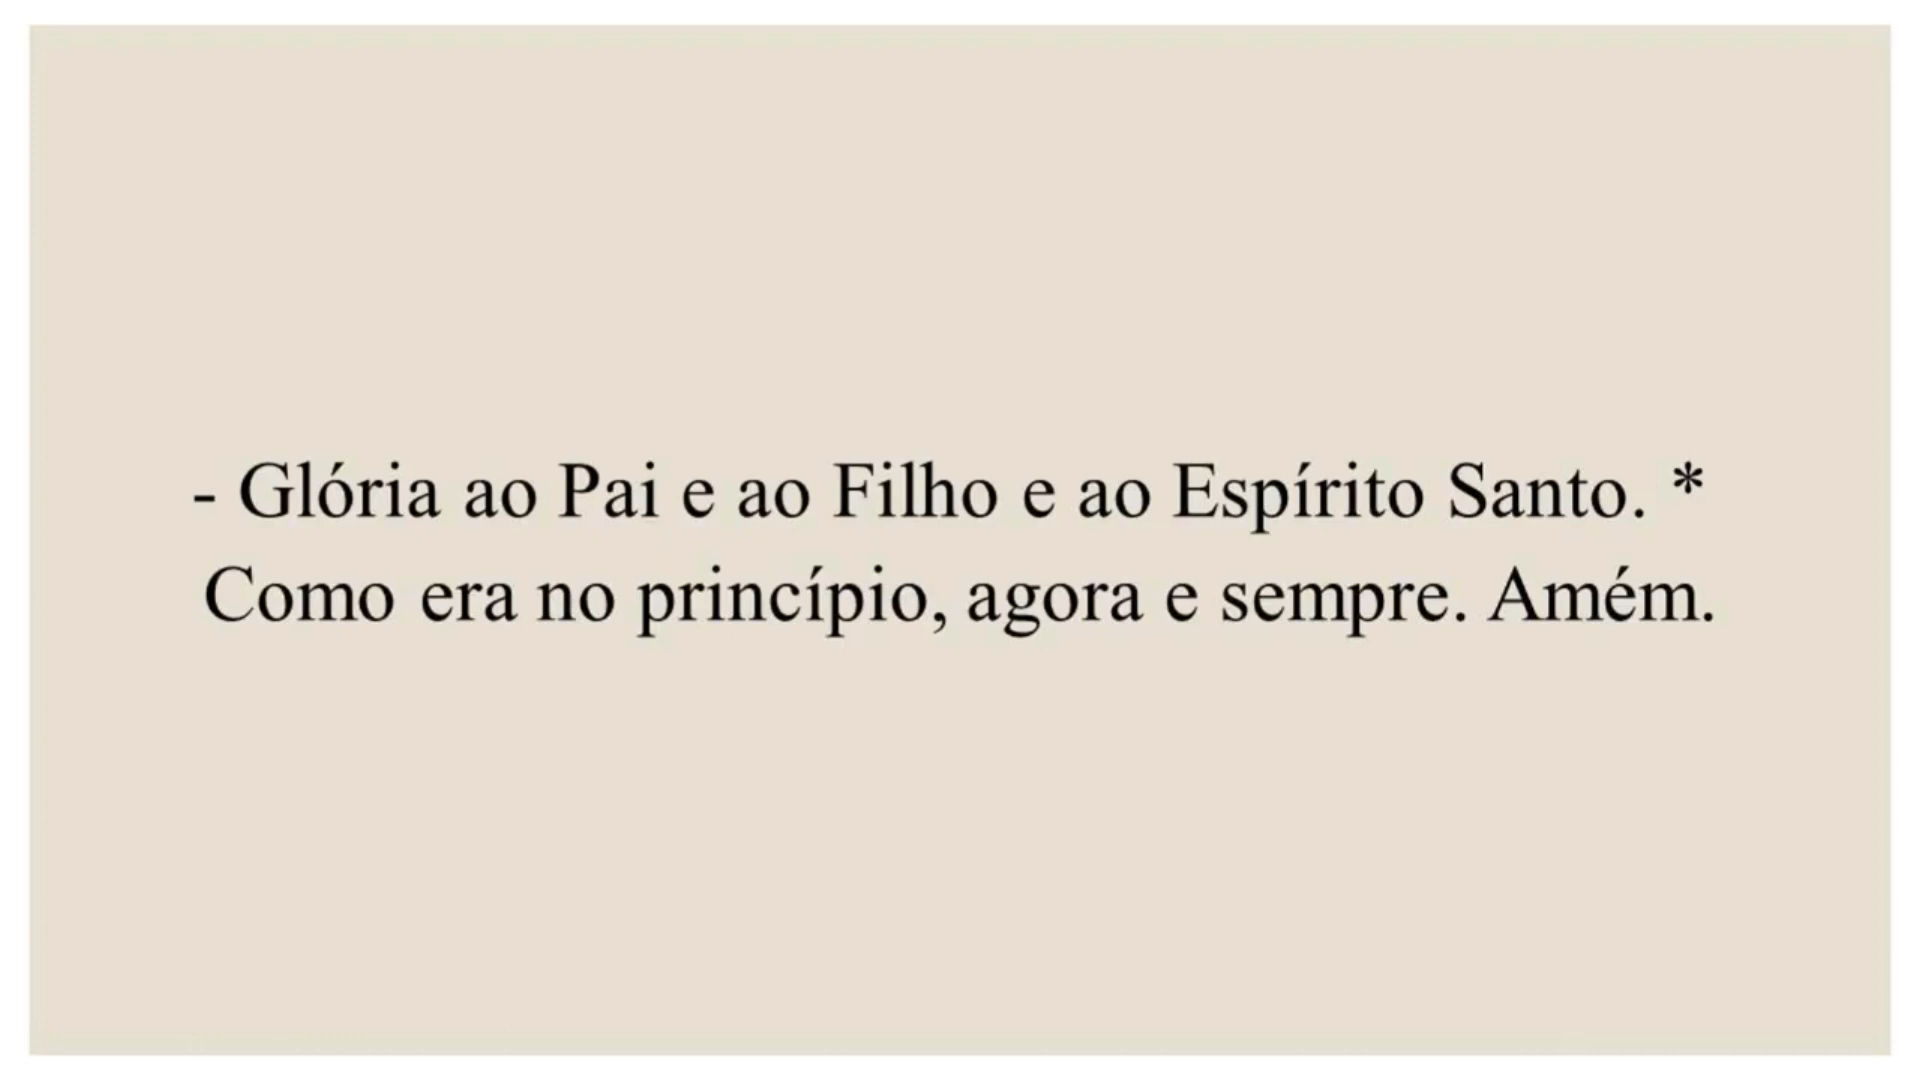 - Glória ao Pai e ao Filho e ao Espírito Santo. *
Como era no princípio, agora e sempre. Amém.